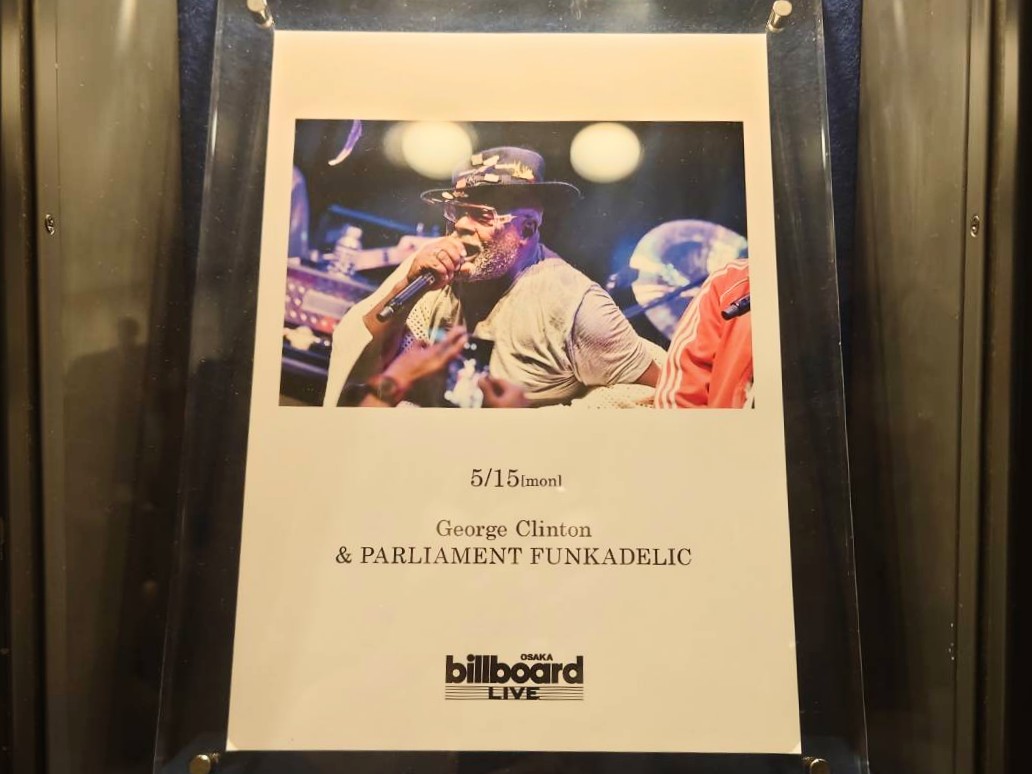 5/15[mon]
George Clinton
& PARLIAMENT FUNKADELIC
OSAKA
billboard
LIVE